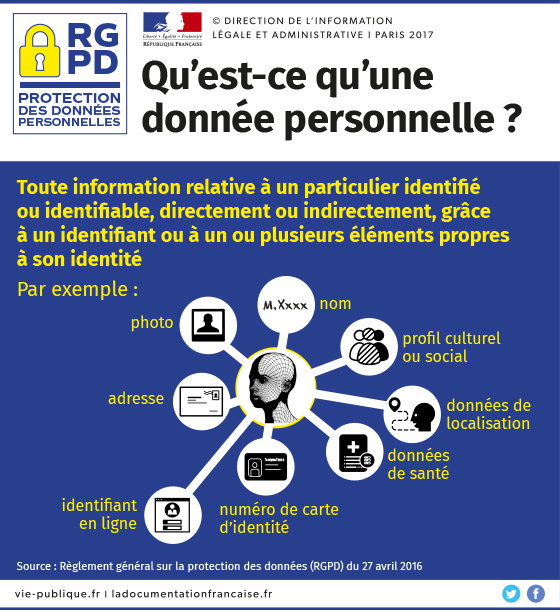 RG
PD
PROTECTION
DES DONNÉES
PERSONNELLES
Liberté • Égalité • Fraternité
RÉPUBLIQUE FRANÇAISE
© DIRECTION DE L'INFORMATION
LÉGALE ET ADMINISTRATIVE I PARIS 2017
Qu'est-ce qu'une
donnée personnelle ?
Toute information relative à un particulier identifié
ou identifiable, directement ou indirectement, grâce
à un identifiant ou à un ou plusieurs éléments propres
à son identité
Par exemple :
M.Xxxx
nom
photo
profil culturel
ou social
adresse
données de
localisation
données
de santé
numéro de carte
d'identité
identifiant
en ligne
Source : Règlement général sur la protection des données (RGPD) du 27 avril 2016
vie-publique.fr I ladocumentationfrancaise.fr